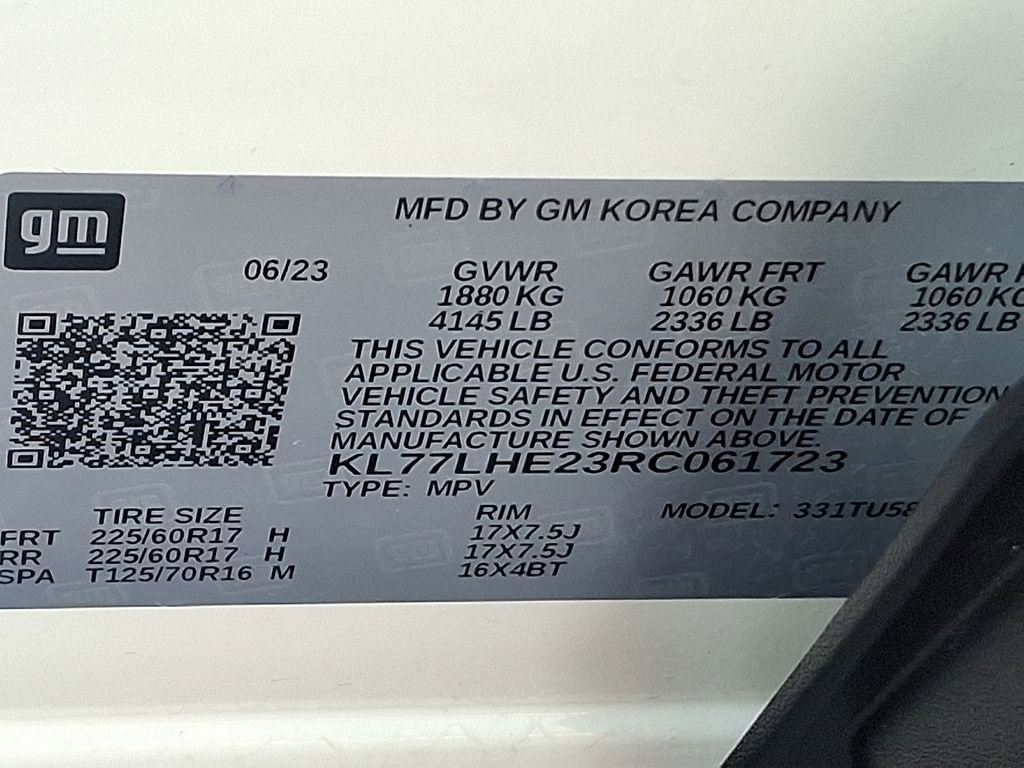 gm
MFD BY GM KOREA COMPANY
06/23 GVWR GAWR FRT GAWR
1880 KG 1060 KG 1060 KG
4145 LB 2336 LB 2336 LB
THIS VEHICLE CONFORMS TO ALL
APPLICABLE U.S. FEDERAL MOTOR
VEHICLE SAFETY AND THEFT PREVENTION
STANDARDS IN EFFECT ON THE DATE OF
MANUFACTURE SHOWN ABOVE.
KL77LHE23RC061723
TYPE: MPV
TIRE SIZE RIM MODEL: 331TU58
FRT 225/60R17 H 17X7.5J
RR 225/60R17 H 17X7.5J
SPA T125/70R16 M 16X4BT